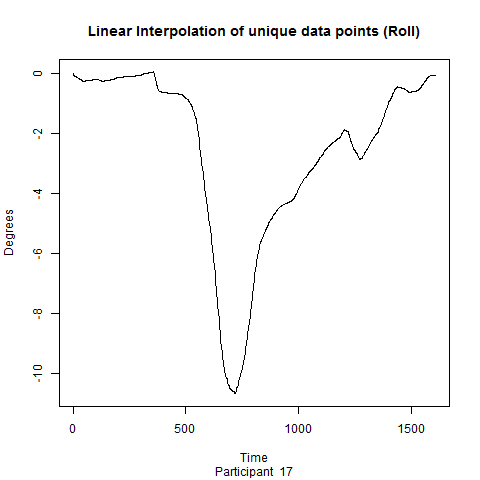 Linear Interpolation of unique data points (Roll)
Degrees
0
-2
-4
-6
-8
-10
0 500 1000 1500
Time
Participant 17